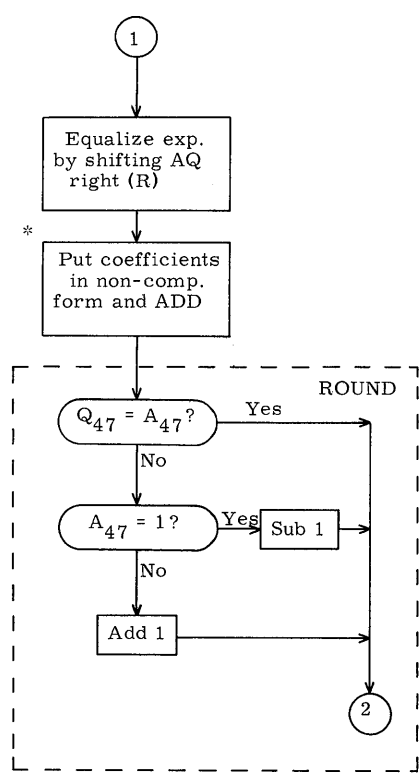 1
Equalize exp.
by shifting AQ
right (R)
*
Put coefficients
in non-comp.
form and ADD
ROUND
Q47 = A47?
Yes
No
A47 = 1?
Yes
Sub 1
No
Add 1
2